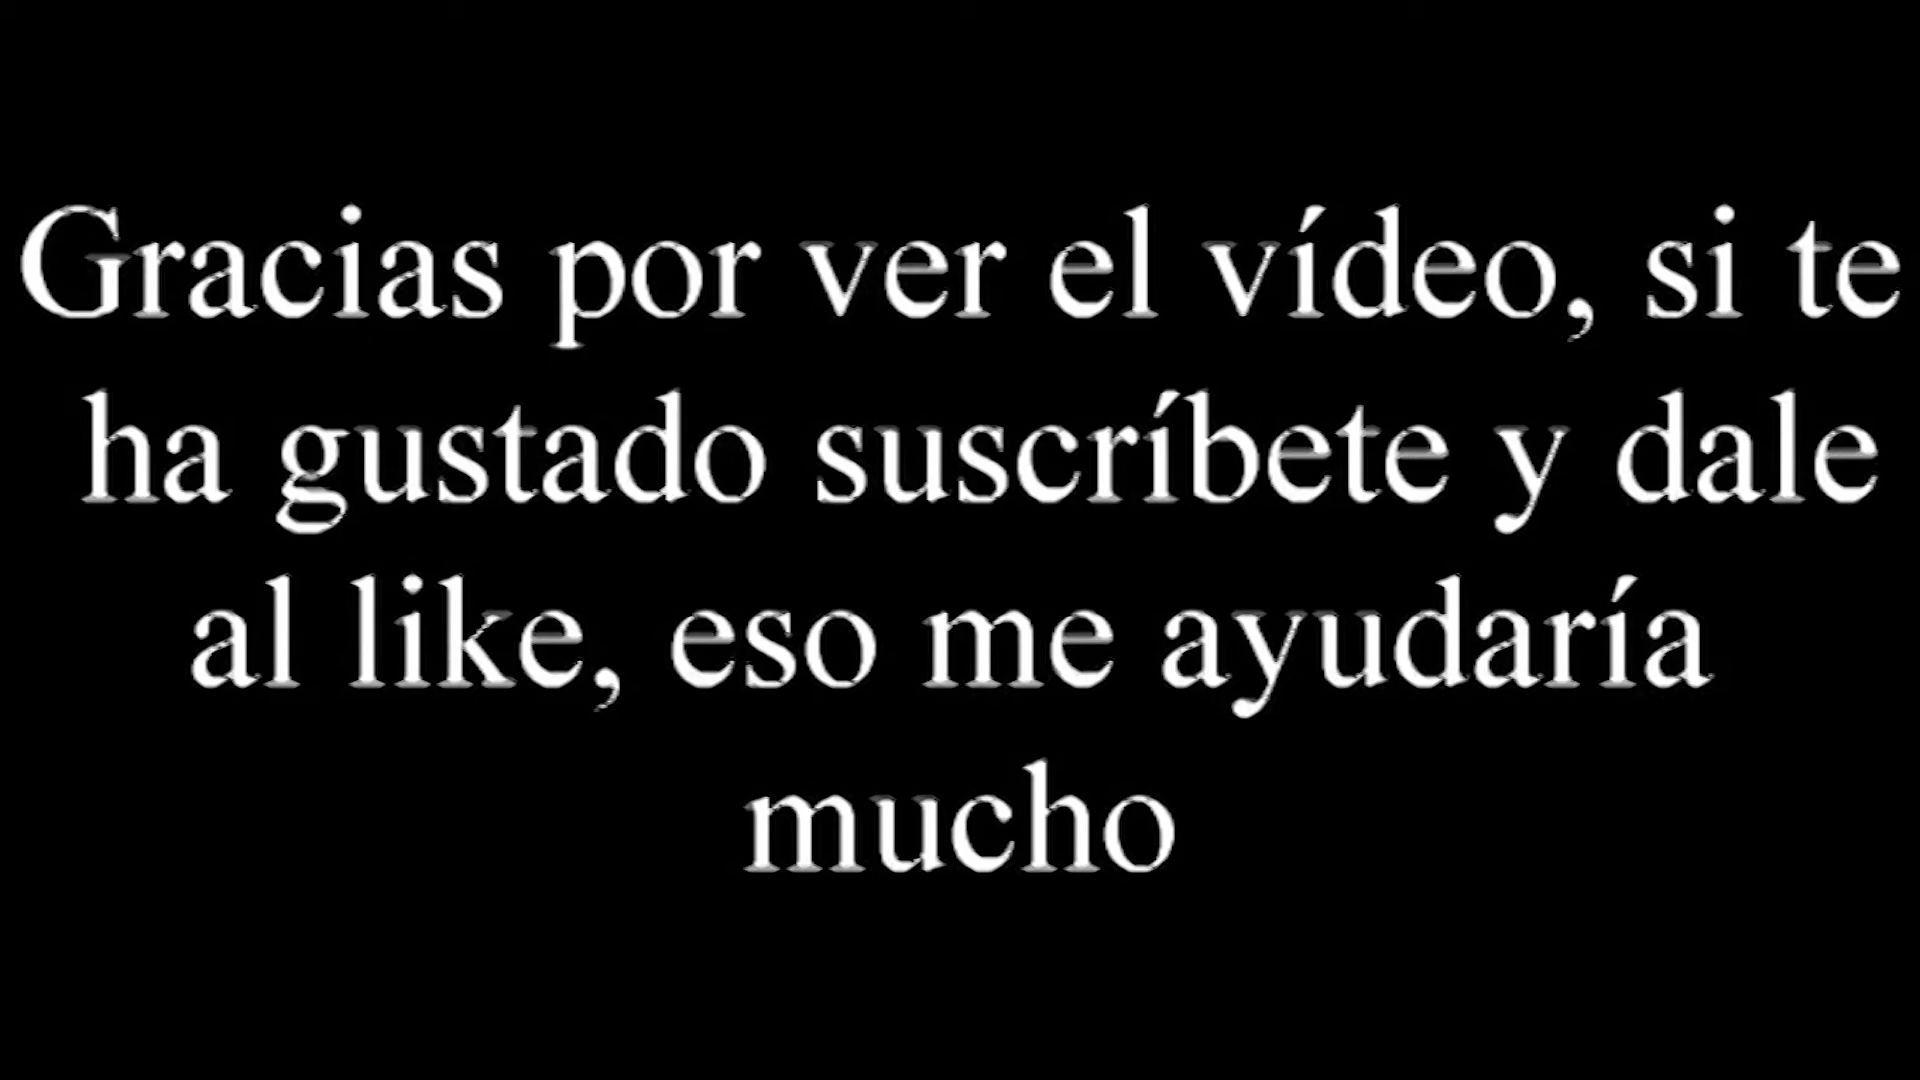 Gracias por ver el vídeo, si te
ha gustado suscríbete y dale
al like, eso me ayudaría
mucho